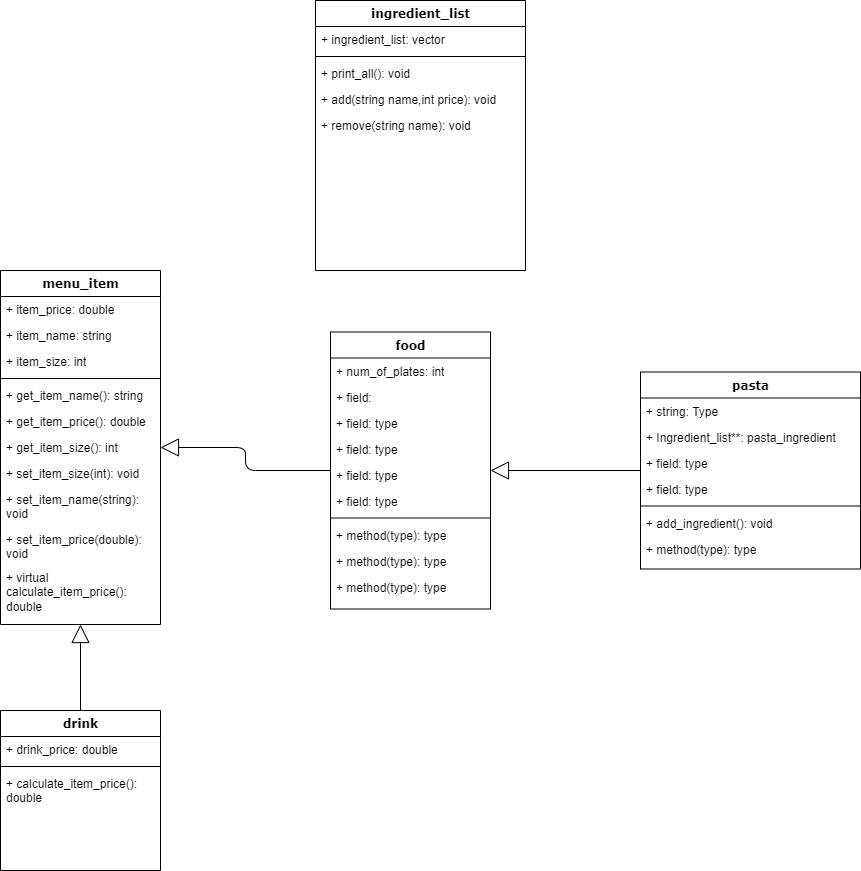 ingredient_list
+ ingredient_list: vector
+ print_all(): void
+ add(string name,int price): void
+ remove(string name): void
menu_item
+ item_price: double
+ item_name: string
+ item_size: int
+ get_item_name(): string
+ get_item_price(): double
+ get_item_size(): int
+ set_item_size(int): void
+ set_item_name(string):
void
+ set_item_price(double):
void
+ virtual
calculate_item_price():
double
food
+ num_of_plates: int
+ field:
+ field: type
+ field: type
+ field: type
+ field: type
+ method(type): type
+ method(type): type
+ method(type): type
pasta
+ string: Type
+ Ingredient_list**: pasta_ingredient
+ field: type
+ field: type
+ add_ingredient(): void
+ method(type): type
drink
+ drink_price: double
+ calculate_item_price():
double